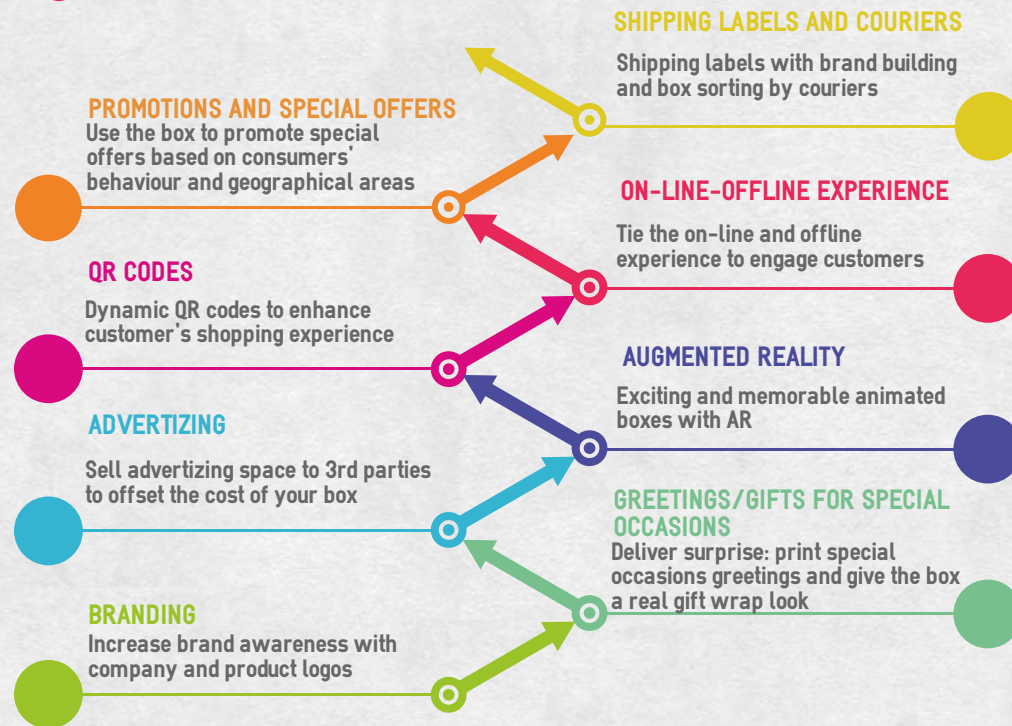 SHIPPING LABELS AND COURIERS
Shipping labels with brand building
and box sorting by couriers
PROMOTIONS AND SPECIAL OFFERS
Use the box to promote special
offers based on consumers'
behaviour and geographical areas
ON-LINE-OFFLINE EXPERIENCE
Tie the on-line and offline
experience to engage customers
QR CODES
Dynamic QR codes to enhance
customer's shopping experience
AUGMENTED REALITY
Exciting and memorable animated
boxes with AR
ADVERTIZING
Sell advertizing space to 3rd parties
to offset the cost of your box
GREETINGS/GIFTS FOR SPECIAL
OCCASIONS
Deliver surprise: print special
occasions greetings and give the box
a real gift wrap look
BRANDING
Increase brand awareness with
company and product logos